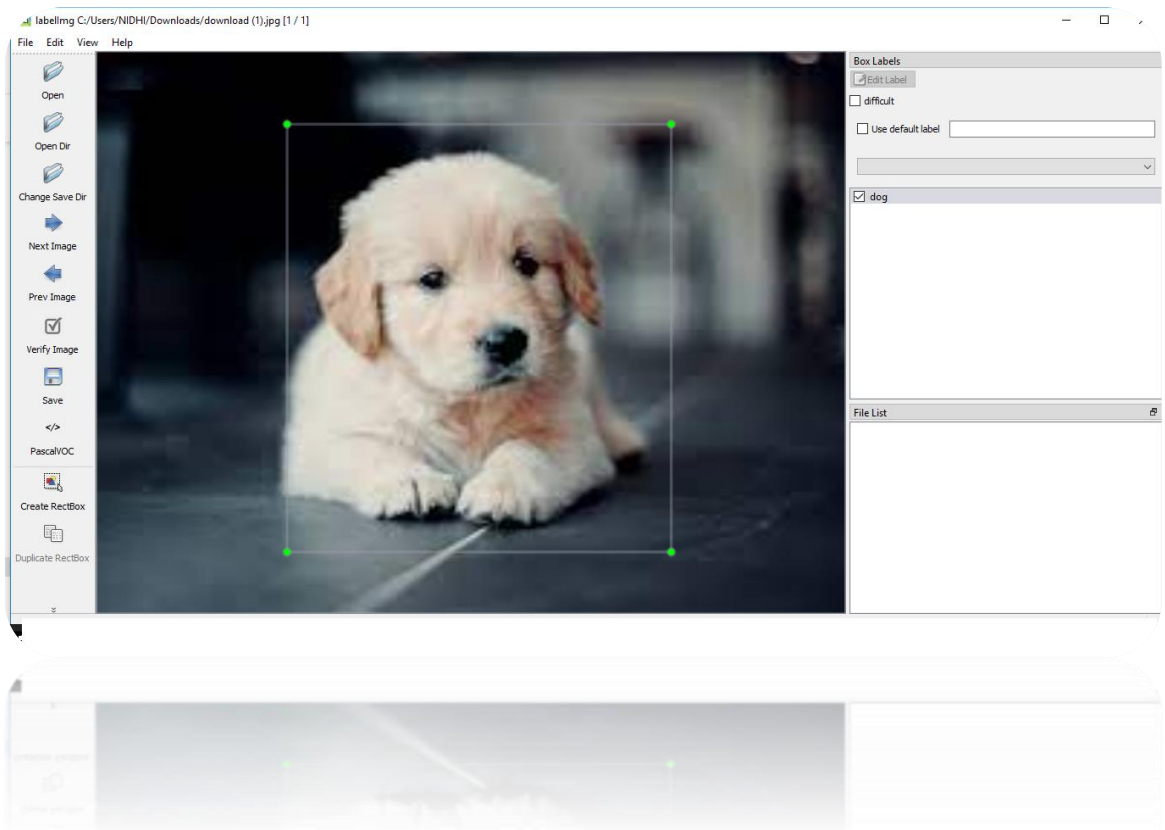 labelImg C:/Users/NIDHI/Downloads/download (1).jpg [1 / 1]
File Edit View Help
Open
Open Dir
Change Save Dir
Next Image
Prev Image
Verify Image
Save
</>
PascalVOC
Create RectBox
Duplicate RectBox
Box Labels
Edit Label
difficult
Use default label
dog
File List